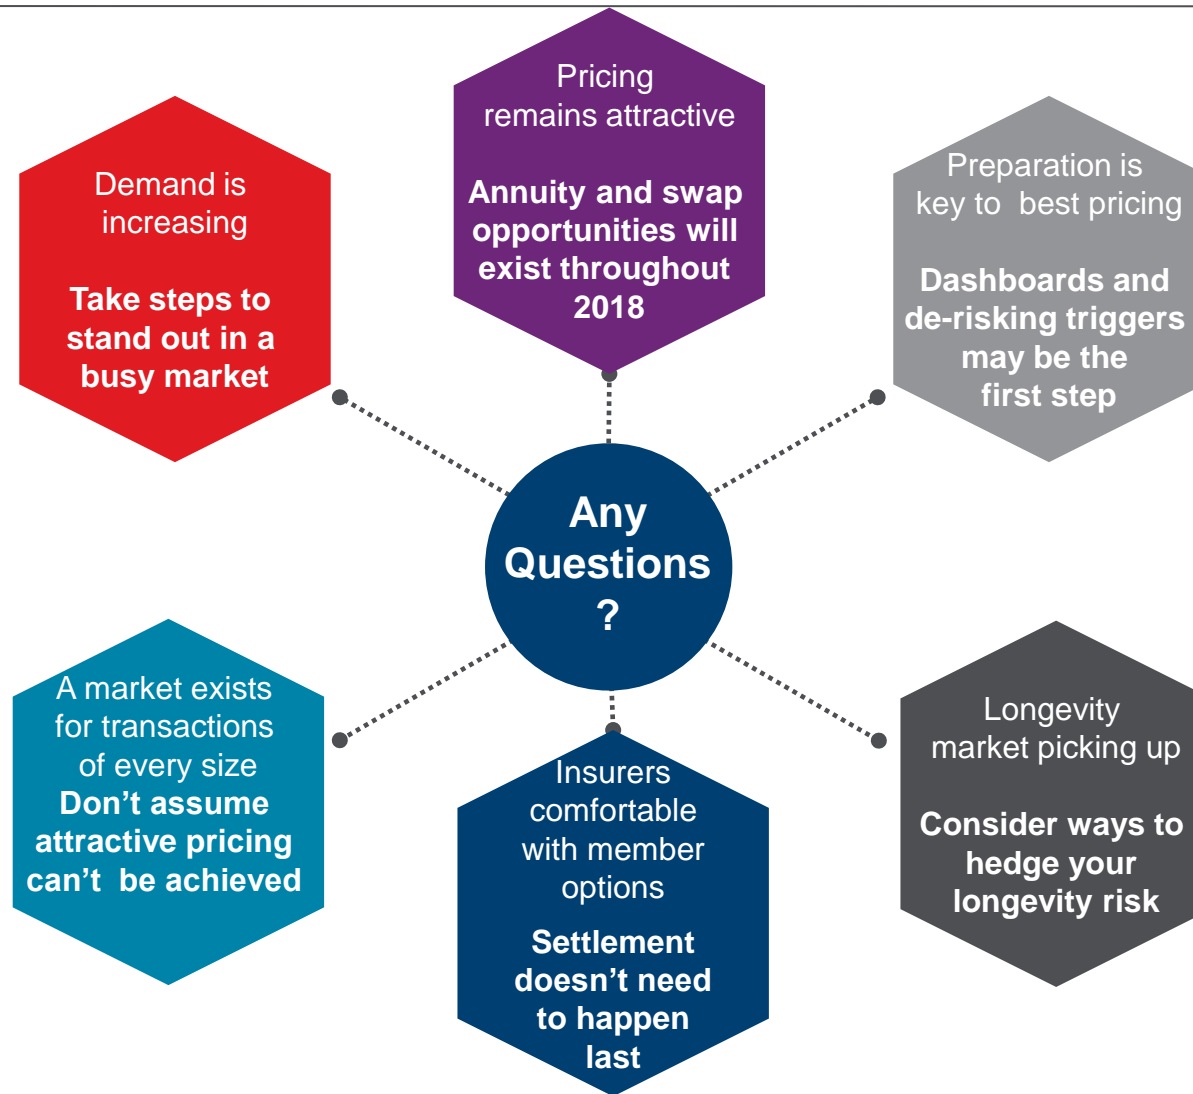 Demand is
increasing
Take steps to
stand out in a
busy market
Pricing
remains attractive
Annuity and swap
opportunities will
exist throughout
2018
Preparation is
key to best pricing
Dashboards and
de-risking triggers
may be the
first step
Any
Questions
?
A market exists
for transactions
of every size
Don’t assume
attractive pricing
can’t be achieved
Insurers
comfortable
with member
options
Settlement
doesn’t need
to happen
last
Longevity
market picking up
Consider ways to
hedge your
longevity risk